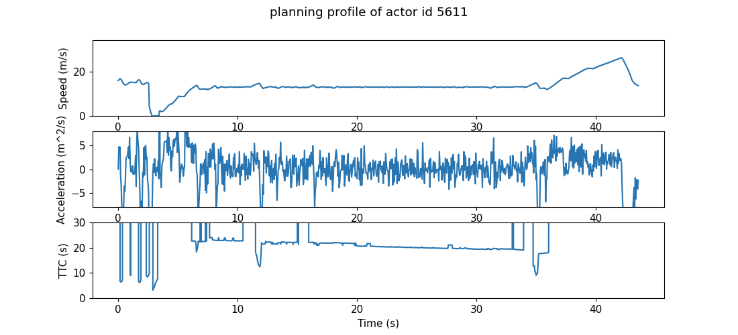 planning profile of actor id 5611
Speed (m/s)
20
0
0 10 20 30 40
Acceleration (m^2/s)
5
0
−5
0 10 20 30 40
TTC (s)
30
20
10
0
0 10 20 30 40
Time (s)